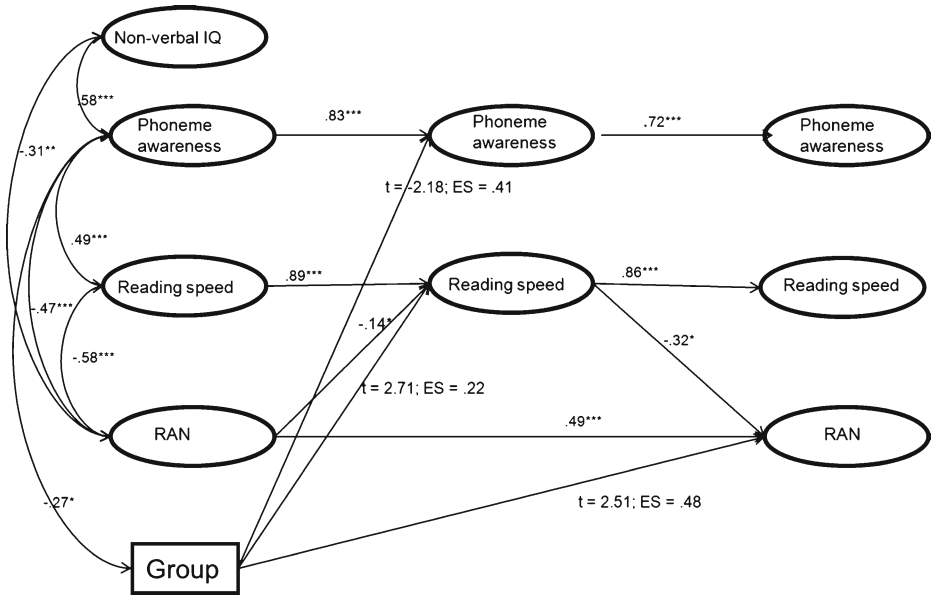 Non-verbal IQ
.58***
Phoneme
awareness
.83***
Phoneme
awareness
.72***
Phoneme
awareness
-.31**
t = -2.18; ES = .41
.49***
Reading speed
.89***
Reading speed
.86***
Reading speed
-.47***
-.14*
-.32*
-.58***
t = 2.71; ES = .22
RAN
.49***
RAN
-.27*
t = 2.51; ES = .48
Group